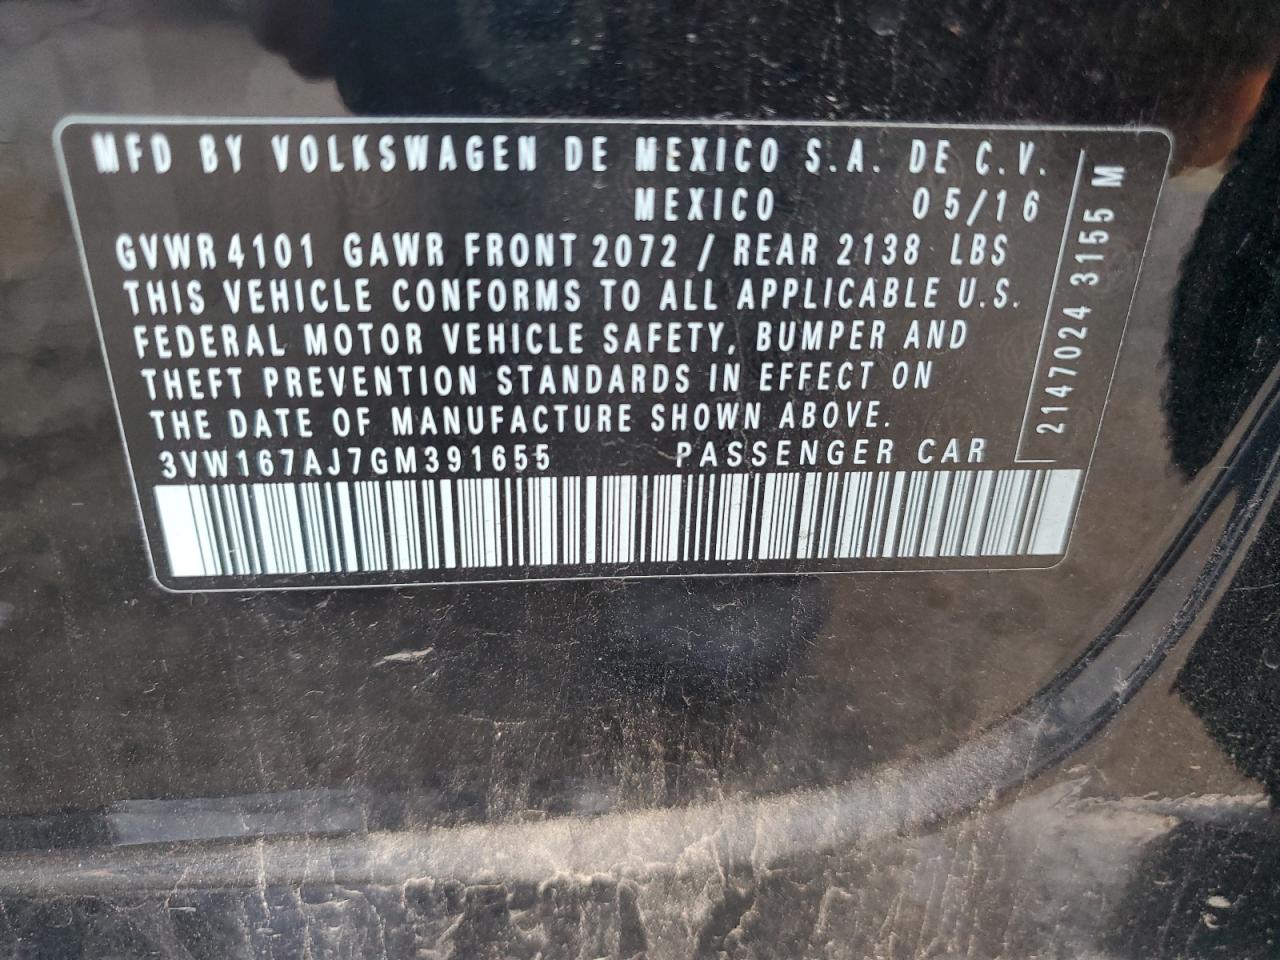 MFD BY VOLKSWAGEN DE MEXICO S.A. DE C.V.
MEXICO 05/16
GVWR 4101 GAWR FRONT 2072 / REAR 2138 LBS
THIS VEHICLE CONFORMS TO ALL APPLICABLE U.S.
FEDERAL MOTOR VEHICLE SAFETY, BUMPER AND
THEFT PREVENTION STANDARDS IN EFFECT ON
THE DATE OF MANUFACTURE SHOWN ABOVE.
3VW167AJ7GM391655 PASSENGER CAR
2147024 3155 M